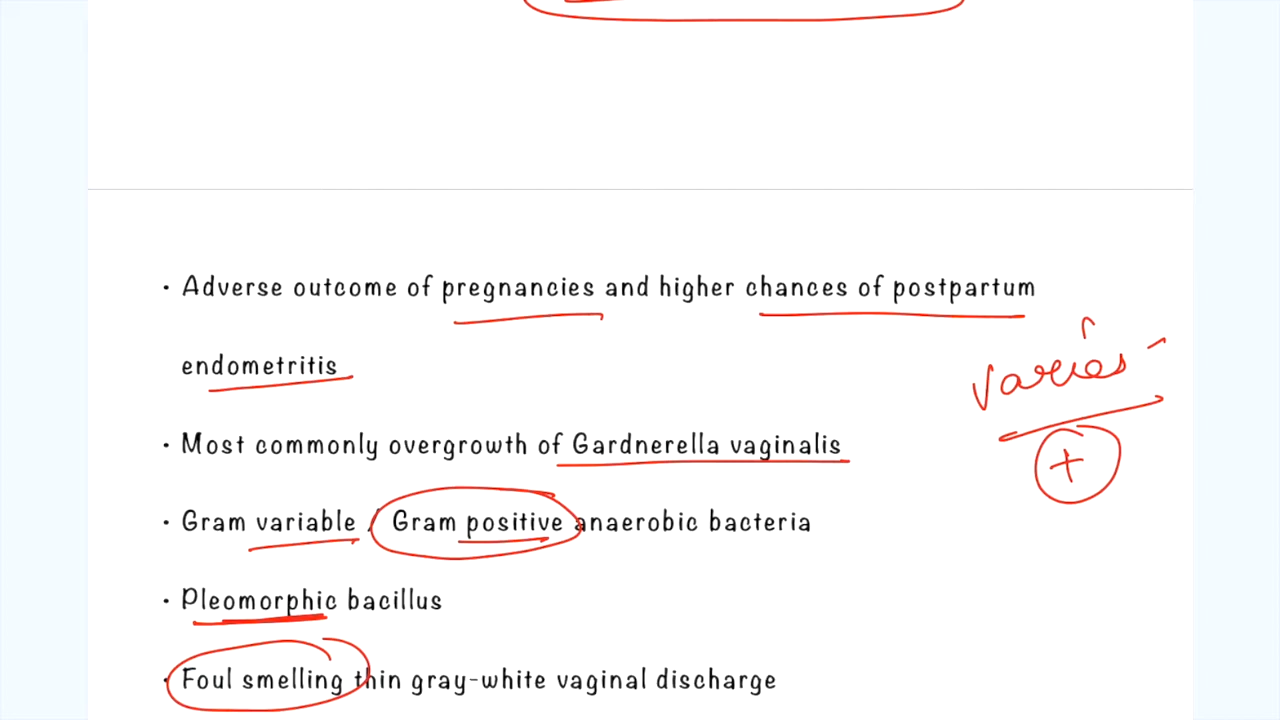 • Adverse outcome of pregnancies and higher chances of postpartum
endometritis
varies
+
• Most commonly overgrowth of Gardnerella vaginalis
• Gram variable / Gram positive anaerobic bacteria
• Pleomorphic bacillus
• Foul smelling thin gray-white vaginal discharge